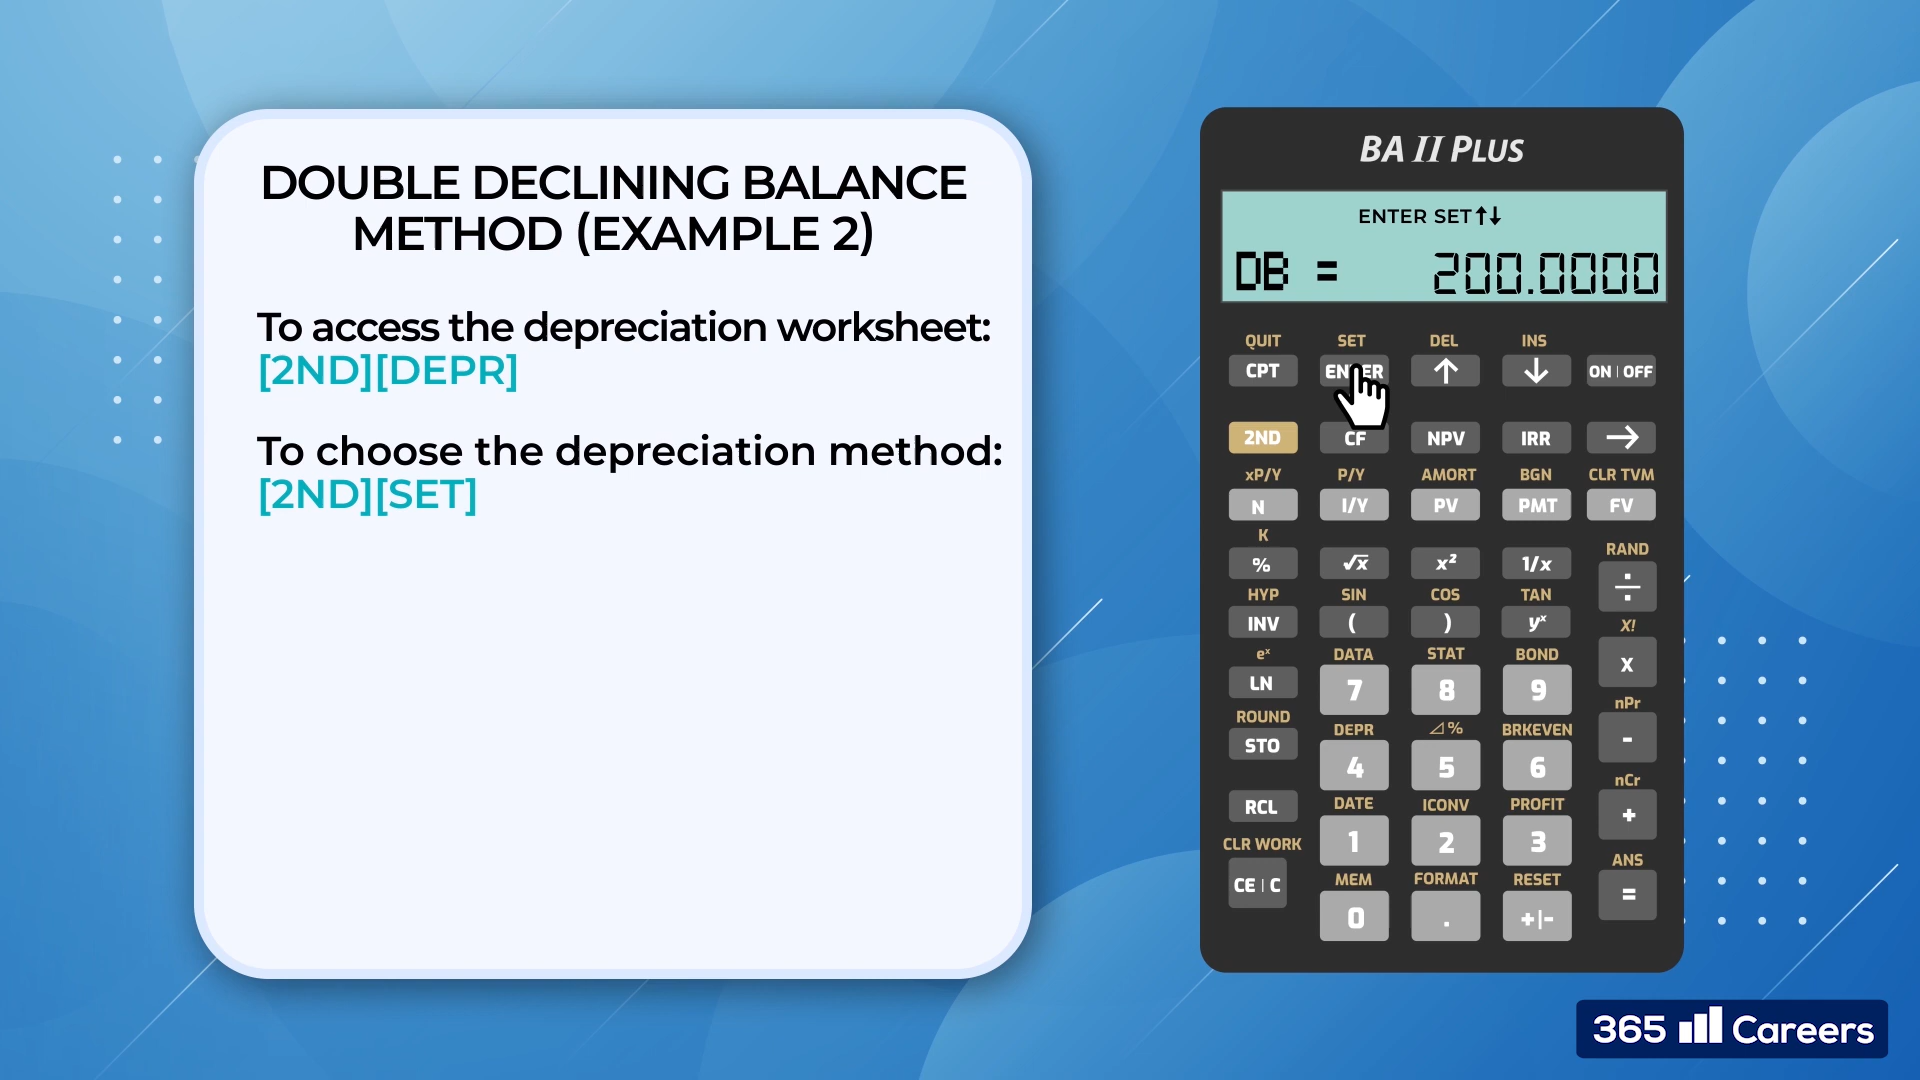 DOUBLE DECLINING BALANCE
METHOD (EXAMPLE 2)
To access the depreciation worksheet:
[2ND][DEPR]
To choose the depreciation method:
[2ND][SET]
BA II PLUS
ENTER SET↑↓
DB = 200.0000
QUIT SET DEL INS
CPT ENTER ↑ ↓ ON | OFF
2ND CF NPV IRR →
xP/Y P/Y AMORT BGN CLR TVM
N I/Y PV PMT FV
K
% √x x² 1/x
RAND
÷
HYP SIN COS TAN
INV ( ) yˣ
X!
x
eˣ DATA STAT BOND
LN 7 8 9
nPr
-
ROUND DEPR ⊿% BRKEVEN
STO 4 5 6
nCr
+
RCL DATE ICONV PROFIT
1 2 3
CLR WORK
CE | C
ANS
=
MEM FORMAT RESET
0 . +|-
365 Careers